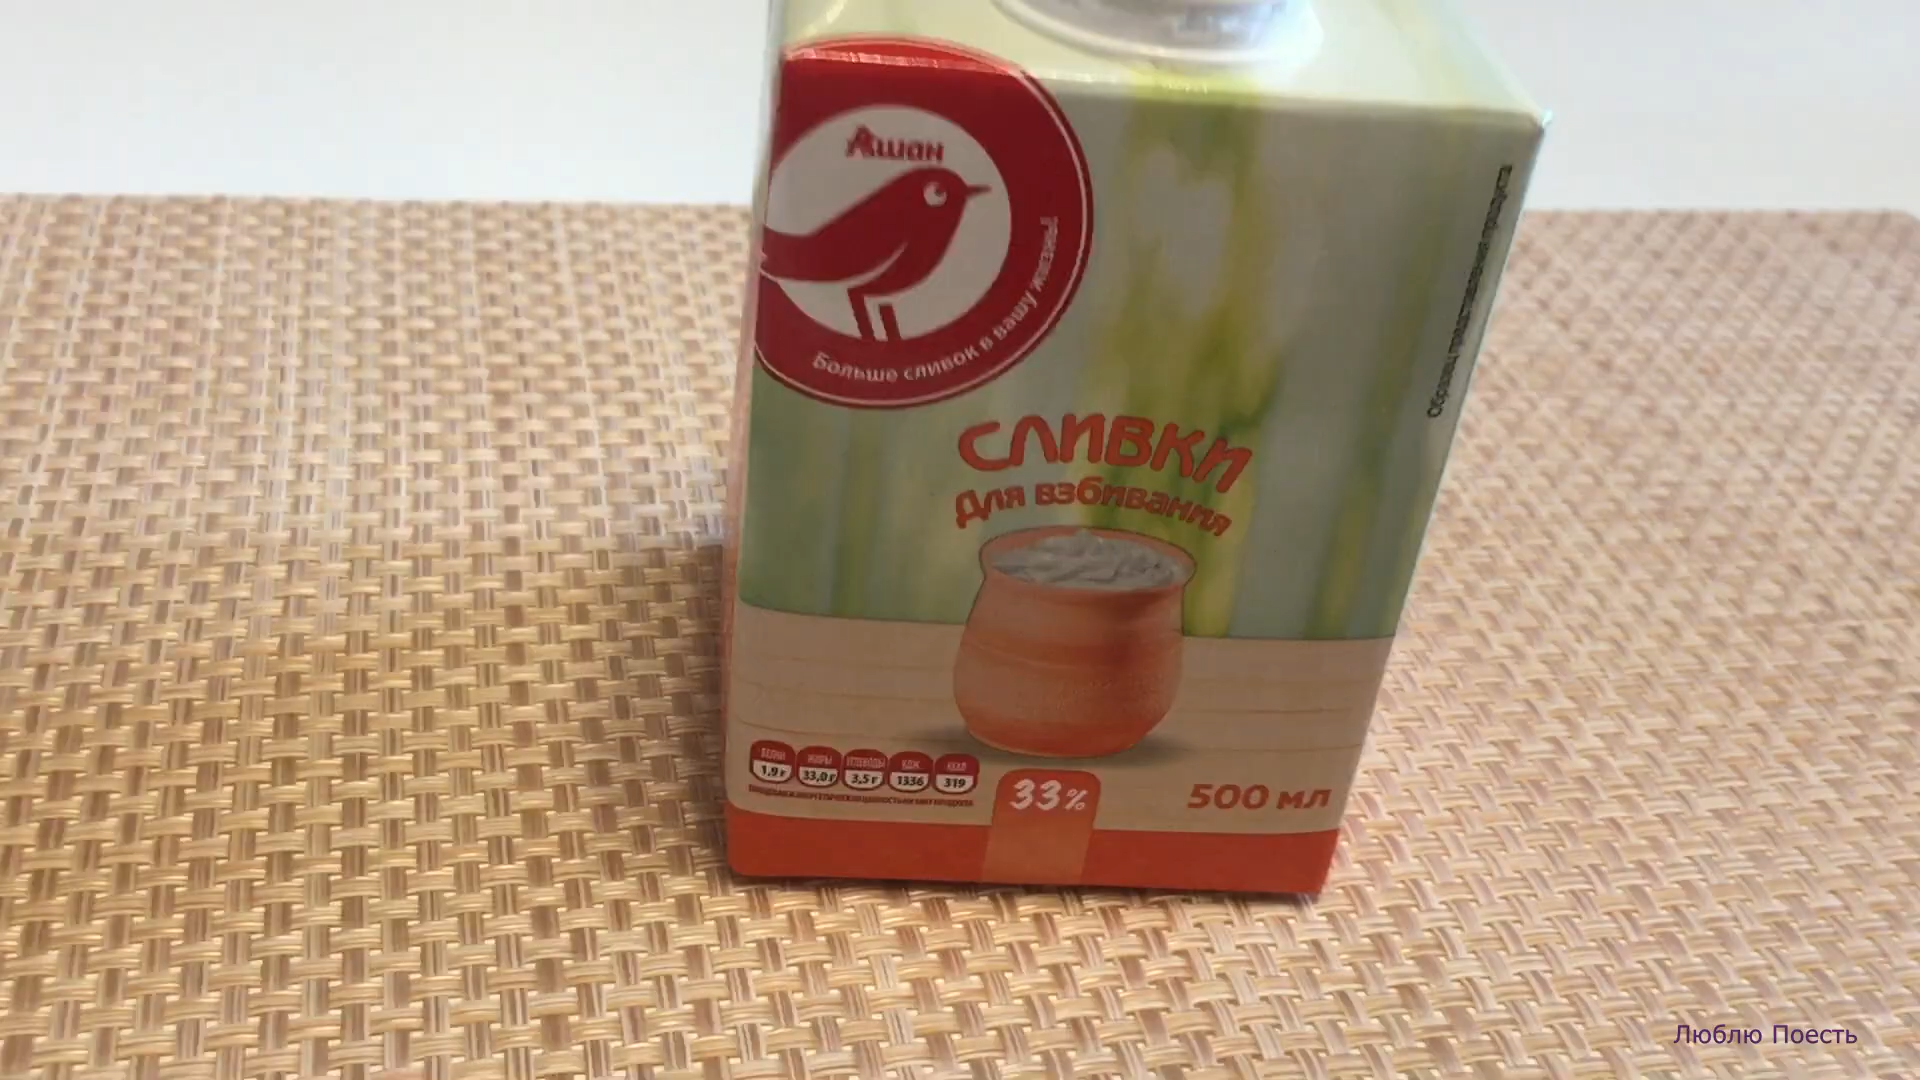 Ашан
Больше сливок в вашу жизнь!
Сливки
для взбивания
БЕЛКИ ЖИРЫ УГЛЕВОДЫ КДЖ ККАЛ
1,9 г 33,0 г 3,5 г 1336 319
33%
500 мл
Люблю Поесть